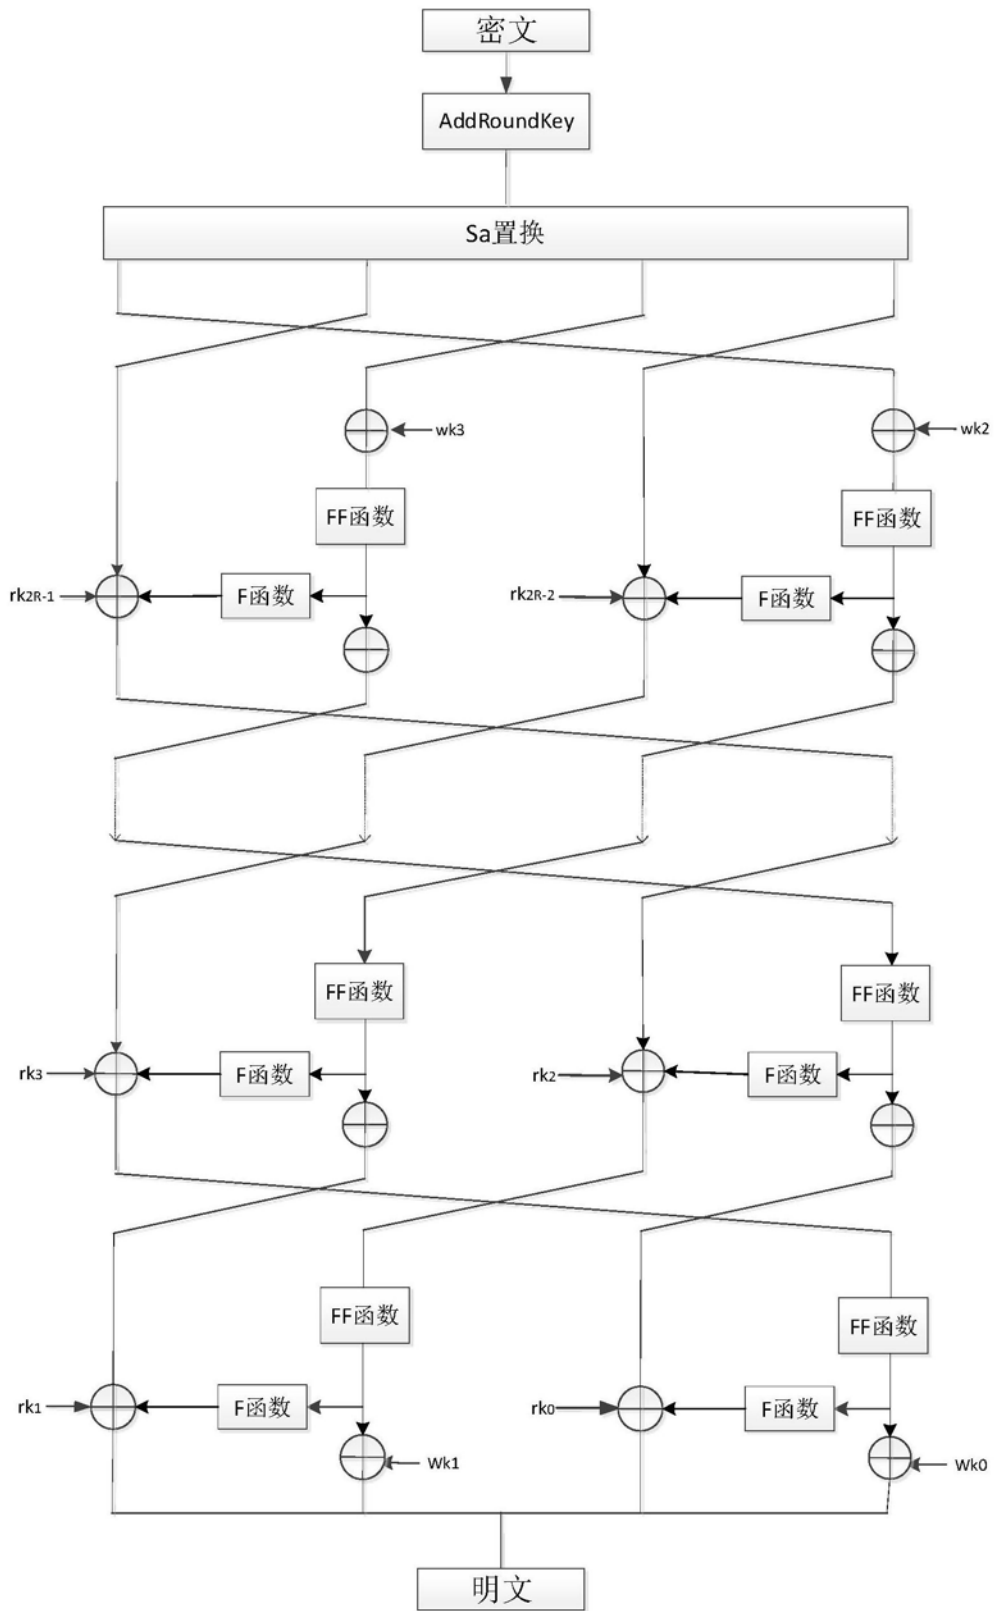 密文
AddRoundKey
Sa置换
wk3
wk2
FF函数
FF函数
rk2R-1
F函数
rk2R-2
F函数
FF函数
FF函数
rk3
F函数
rk2
F函数
FF函数
FF函数
rk1
F函数
rk0
F函数
Wk1
Wk0
明文